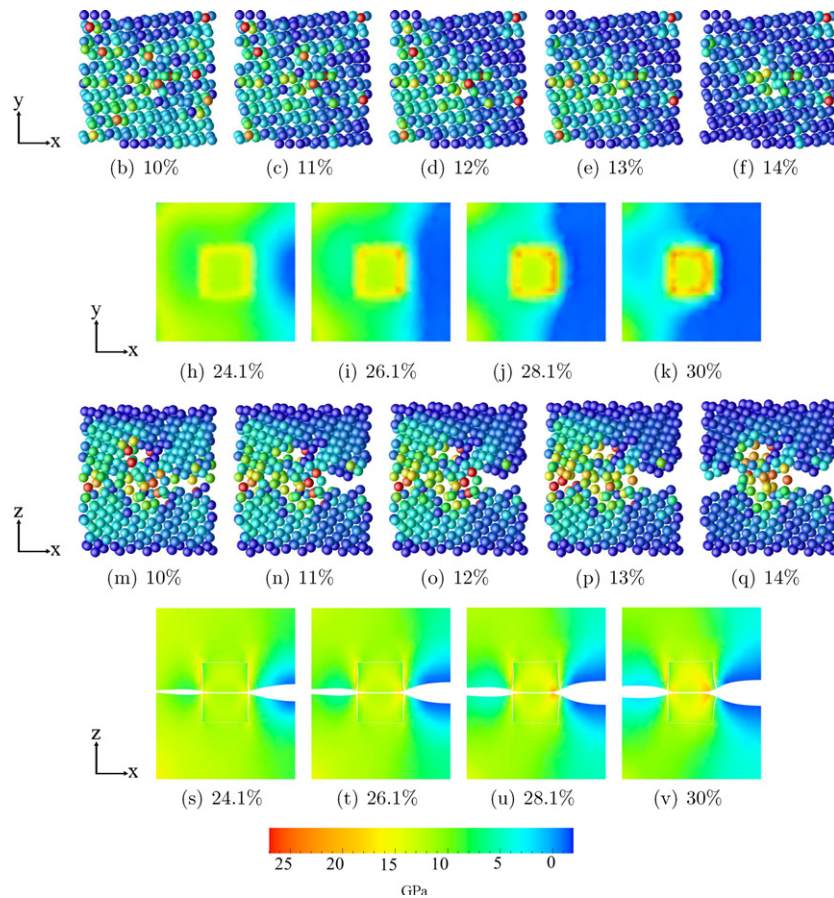 y
x
(b) 10%
(c) 11%
(d) 12%
(e) 13%
(f) 14%
y
x
(h) 24.1%
(i) 26.1%
(j) 28.1%
(k) 30%
z
x
(m) 10%
(n) 11%
(o) 12%
(p) 13%
(q) 14%
z
x
(s) 24.1%
(t) 26.1%
(u) 28.1%
(v) 30%
25 20 15 10 5 0
GPa